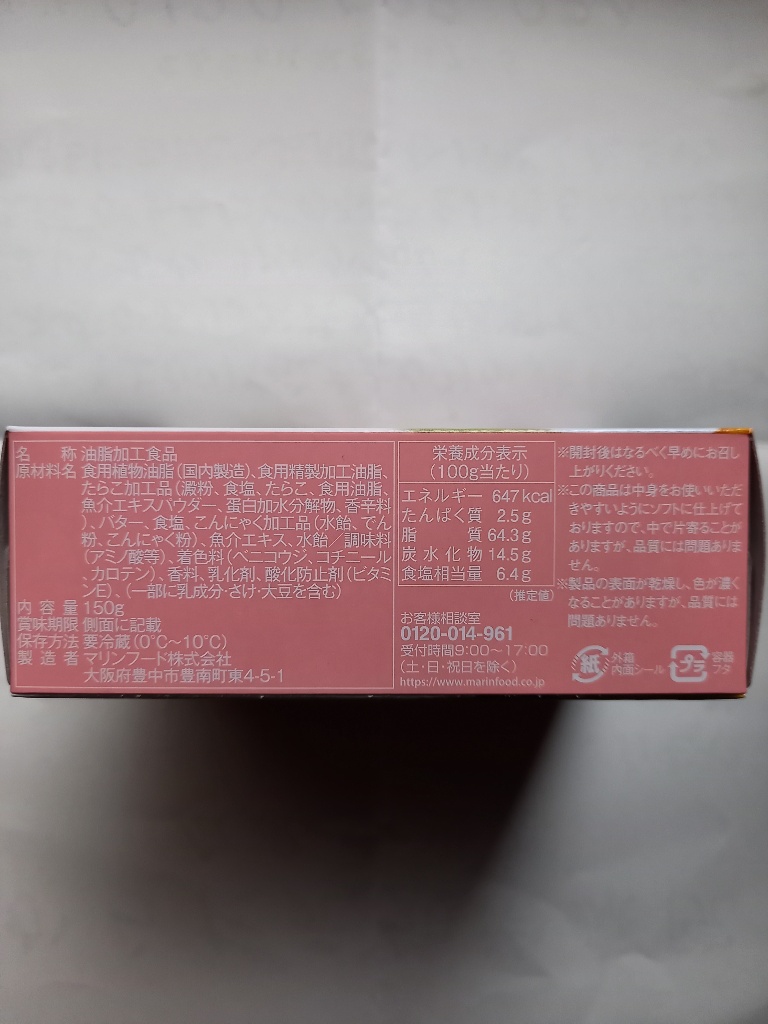 名称 油脂加工食品
原材料名 食用植物油脂(国内製造)、食用精製加工油脂、
たらこ加工品(澱粉、食塩、たらこ、食用油脂、
魚介エキスパウダー、蛋白加水分解物、香辛料
)、バター、食塩、こんにゃく加工品(水飴、でん
粉、こんにゃく粉)、魚介エキス、水飴/調味料
(アミノ酸等)、着色料(ベニコウジ、コチニール
、カロテン)、香料、乳化剤、酸化防止剤(ビタミ
ンE)、(一部に乳成分・さけ・大豆を含む)
内容量 150g
賞味期限 側面に記載
保存方法 要冷蔵(0℃〜10℃)
製造者 マリンフード株式会社
大阪府豊中市豊南町東4-5-1
栄養成分表示
(100g当たり)
エネルギー 647kcal
たんぱく質 2.5g
脂質 64.3g
炭水化物 14.5g
食塩相当量 6.4g
(推定値)
お客様相談室
0120-014-961
受付時間9:00〜17:00
(土・日・祝日を除く)
https://www.marinfood.co.jp
※開封後はなるべく早めにお召し
上がりください。
※この商品は中身をお使いいただ
きやすいようにソフトに仕上げて
おりますので、中で片寄ることが
ありますが、品質には問題ありま
せん。
※製品の表面が乾燥し、色が濃く
なることがありますが、品質には
問題ありません。
紙 外箱
内面シール
プラ 容器
フタ